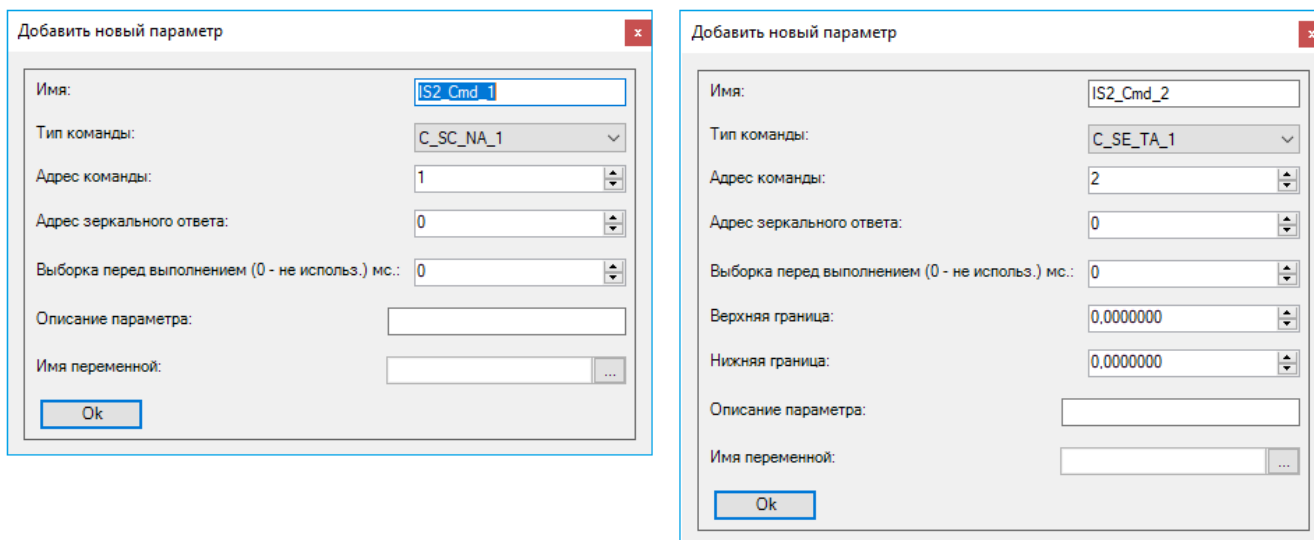 Добавить новый параметр
x
Имя:
IS2_Cmd_1
Тип команды:
C_SC_NA_1
Адрес команды:
1
Адрес зеркального ответа:
0
Выборка перед выполнением (0 - не использ.) мс.:
0
Описание параметра:
Имя переменной:
...
Ok
Добавить новый параметр
x
Имя:
IS2_Cmd_2
Тип команды:
C_SE_TA_1
Адрес команды:
2
Адрес зеркального ответа:
0
Выборка перед выполнением (0 - не использ.) мс.:
0
Верхняя граница:
0,0000000
Нижняя граница:
0,0000000
Описание параметра:
Имя переменной:
...
Ok